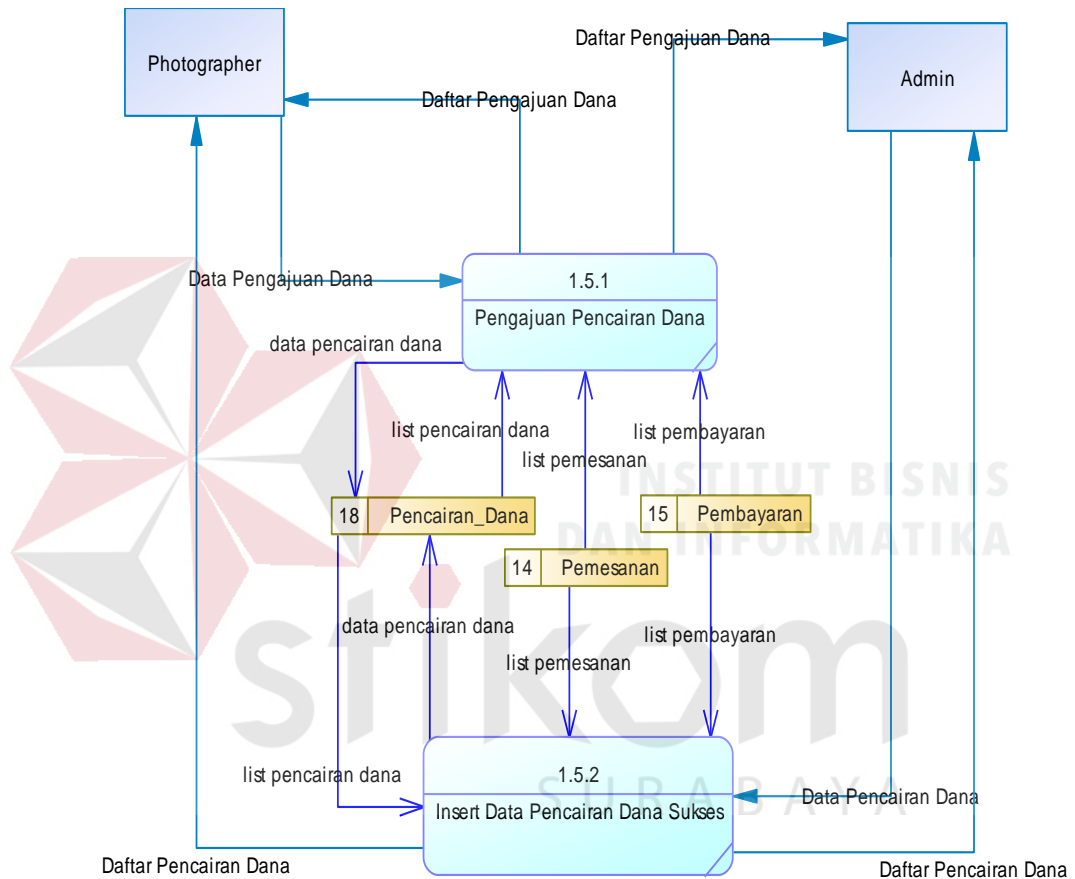 Daftar Pengajuan Dana
Photographer
Admin
Daftar Pengajuan Dana
Data Pengajuan Dana
1.5.1
Pengajuan Pencairan Dana
data pencairan dana
list pencairan dana
list pembayaran
list pemesanan
INSTITUT BISNIS
DAN INFORMATIKA
18 Pencairan_Dana
15 Pembayaran
14 Pemesanan
stikom
data pencairan dana
list pembayaran
list pemesanan
1.5.2
list pencairan dana
SURABAYA
Data Pencairan Dana
Insert Data Pencairan Dana Sukses
Daftar Pencairan Dana
Daftar Pencairan Dana